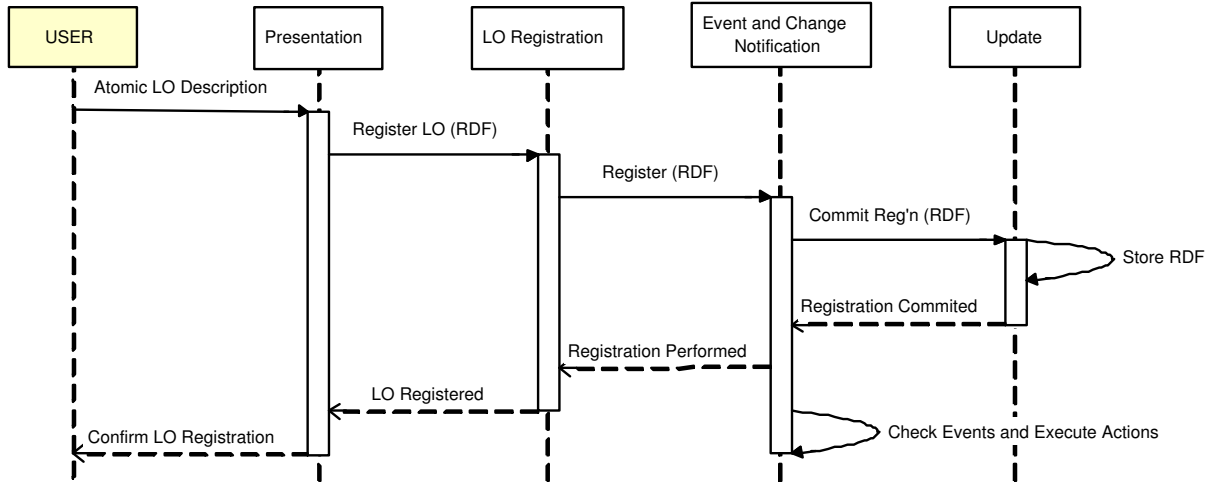 USER
Presentation
LO Registration
Event and Change
Notification
Update
Atomic LO Description
Register LO (RDF)
Register (RDF)
Commit Reg'n (RDF)
Store RDF
Registration Commited
Registration Performed
LO Registered
Check Events and Execute Actions
Confirm LO Registration